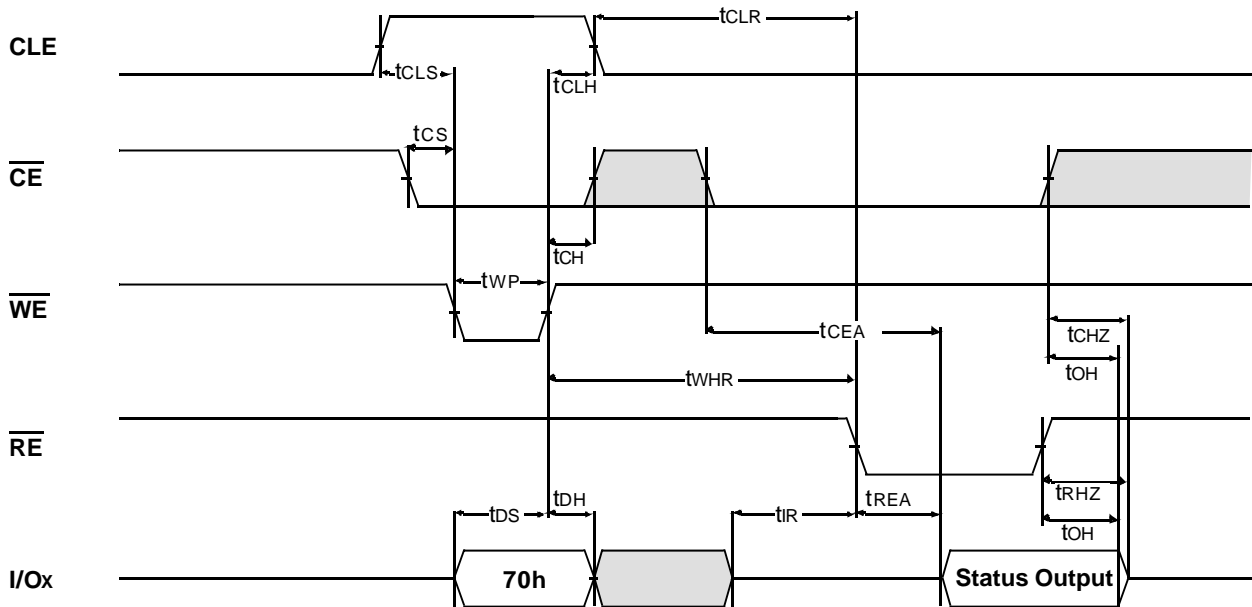 tCLR
CLE
tCLS
tCLH
tCS
CE
tCH
tWP
WE
tCEA
tCHZ
tOH
tWHR
RE
tDS
tDH
tIR
tREA
tRHZ
tOH
I/Ox
70h
Status Output